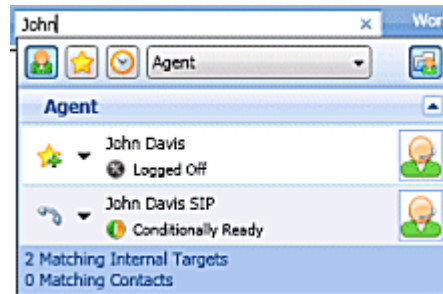 John
Wor
Agent
Agent
John Davis
Logged Off
John Davis SIP
Conditionally Ready
2 Matching Internal Targets
0 Matching Contacts